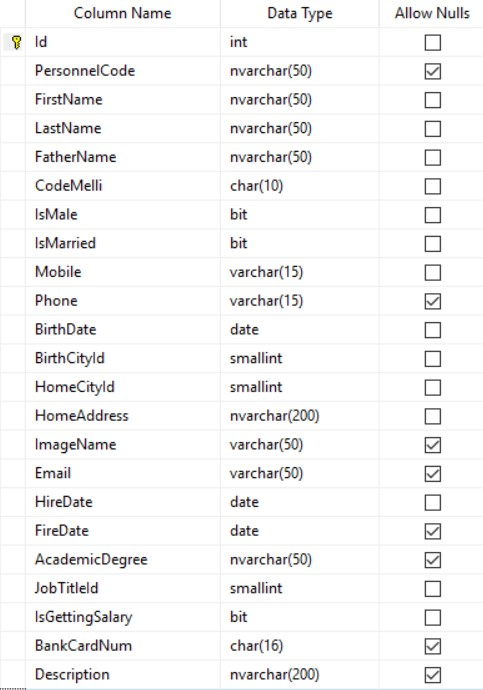 Column Name Data Type Allow Nulls
Id int
PersonnelCode nvarchar(50)
FirstName nvarchar(50)
LastName nvarchar(50)
FatherName nvarchar(50)
CodeMelli char(10)
IsMale bit
IsMarried bit
Mobile varchar(15)
Phone varchar(15)
BirthDate date
BirthCityId smallint
HomeCityId smallint
HomeAddress nvarchar(200)
ImageName varchar(50)
Email varchar(50)
HireDate date
FireDate date
AcademicDegree nvarchar(50)
JobTitleId smallint
IsGettingSalary bit
BankCardNum char(16)
Description nvarchar(200)